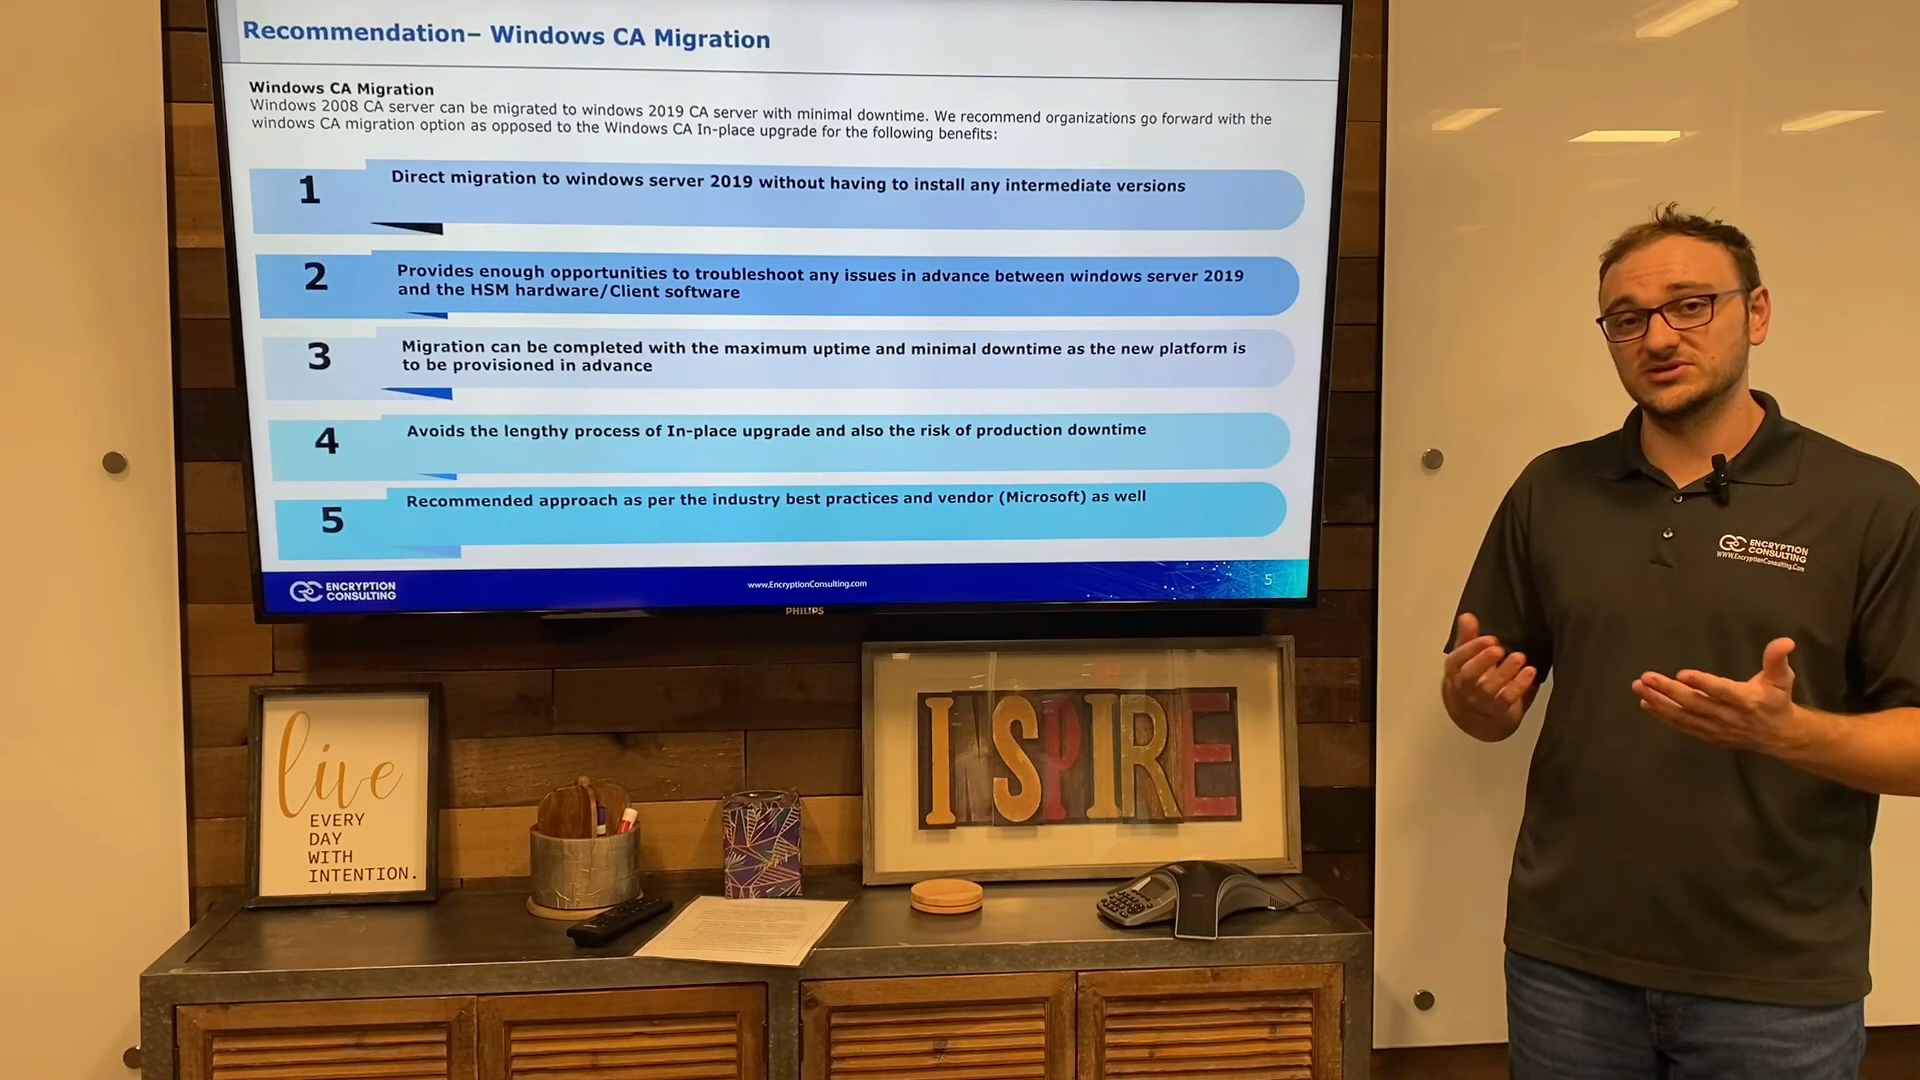 Recommendation– Windows CA Migration
Windows CA Migration
Windows 2008 CA server can be migrated to windows 2019 CA server with minimal downtime. We recommend organizations go forward with the
windows CA migration option as opposed to the Windows CA In-place upgrade for the following benefits:
1
Direct migration to windows server 2019 without having to install any intermediate versions
2
Provides enough opportunities to troubleshoot any issues in advance between windows server 2019
and the HSM hardware/Client software
3
Migration can be completed with the maximum uptime and minimal downtime as the new platform is
to be provisioned in advance
4
Avoids the lengthy process of In-place upgrade and also the risk of production downtime
5
Recommended approach as per the industry best practices and vendor (Microsoft) as well
ENCRYPTION
CONSULTING
www.EncryptionConsulting.com
5
PHILIPS
ENCRYPTION
CONSULTING
www.EncryptionConsulting.Com
live
EVERY
DAY
WITH
INTENTION.
INSPIRE